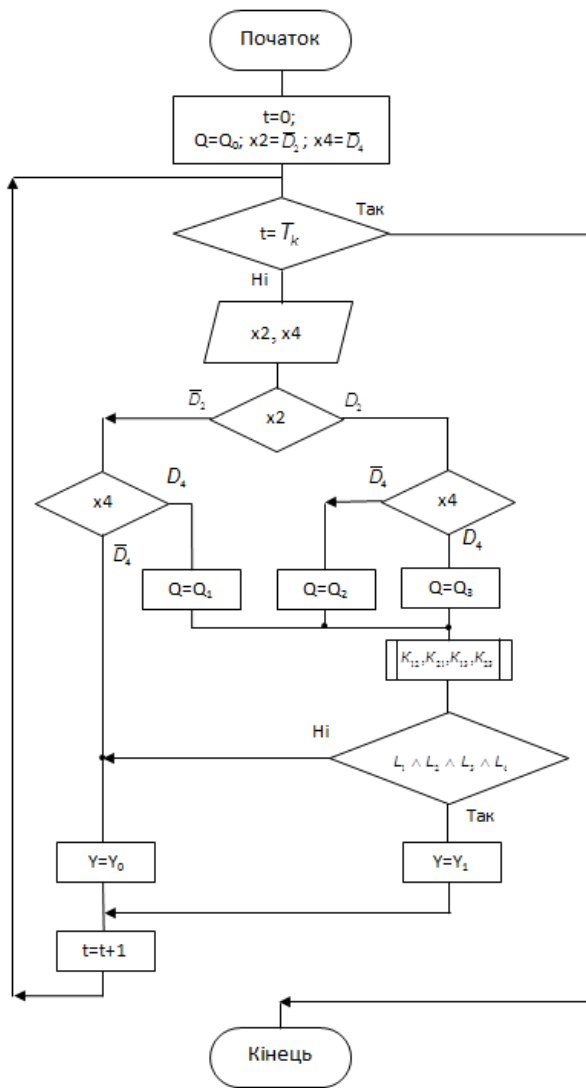 Початок
t=0;
Q=Q₀; x2=D̅₂; x4=D̅₄
Так
t= Tₖ
Ні
x2, x4
D̅₂
x2
D₂
x4
D₄
D̅₄
D̅₄
x4
D₄
Q=Q₁
Q=Q₂
Q=Q₃
K₁₂,K₂₁,K₁₃,K₂₃
Ні
L₁ ∧ L₂ ∧ L₃ ∧ L₄
Так
Y=Y₀
Y=Y₁
t=t+1
Кінець